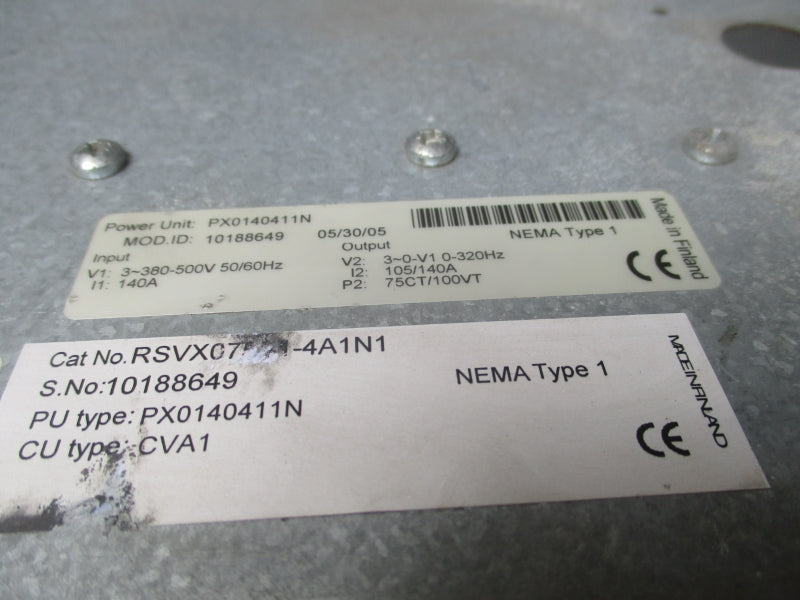 Power Unit: PX0140411N
MOD.ID: 10188649 05/30/05
NEMA Type 1
Made in Finland
Input
V1: 3~380-500V 50/60Hz
I1: 140A
Output
V2: 3~0-V1 0-320Hz
I2: 105/140A
P2: 75CT/100VT
CE
Cat No. -4A1N1
S.No:10188649
PU type: PX0140411N
CU type: CVA1
NEMA Type 1
CE
MADE IN FINLAND